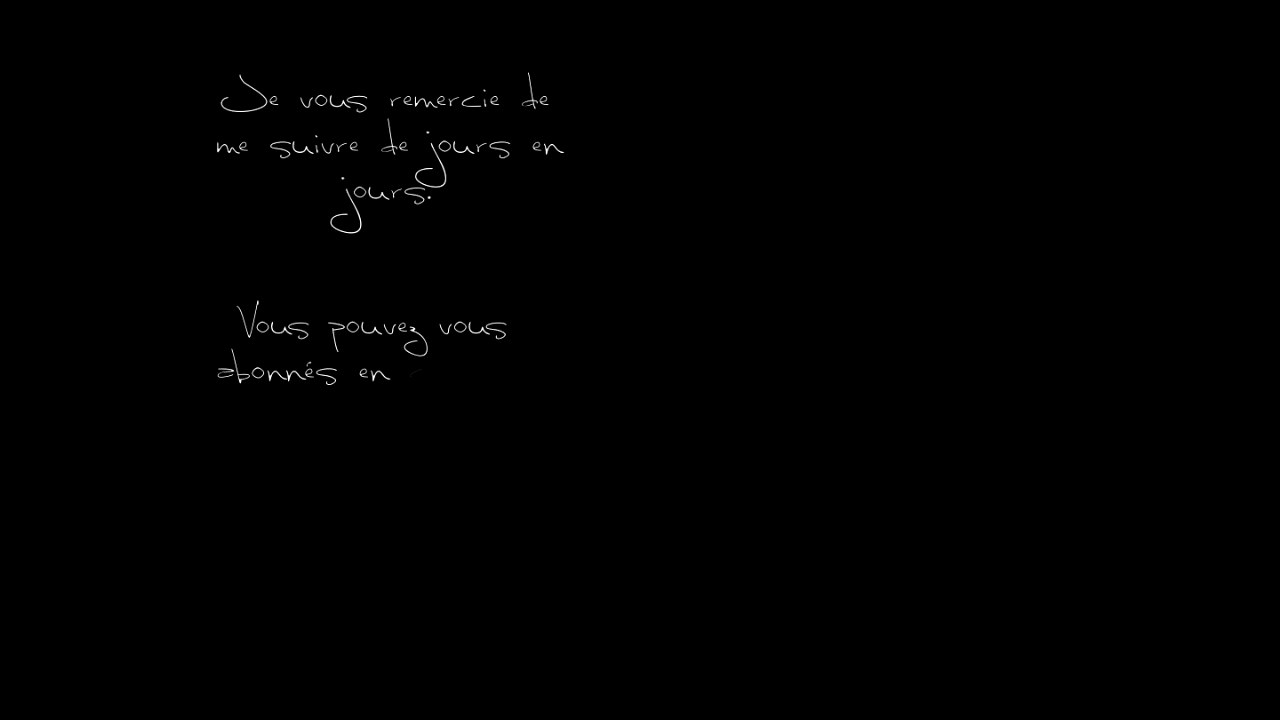 Je vous remercie de
me suivre de jours en
jours.
Vous pouvez vous
abonnés en